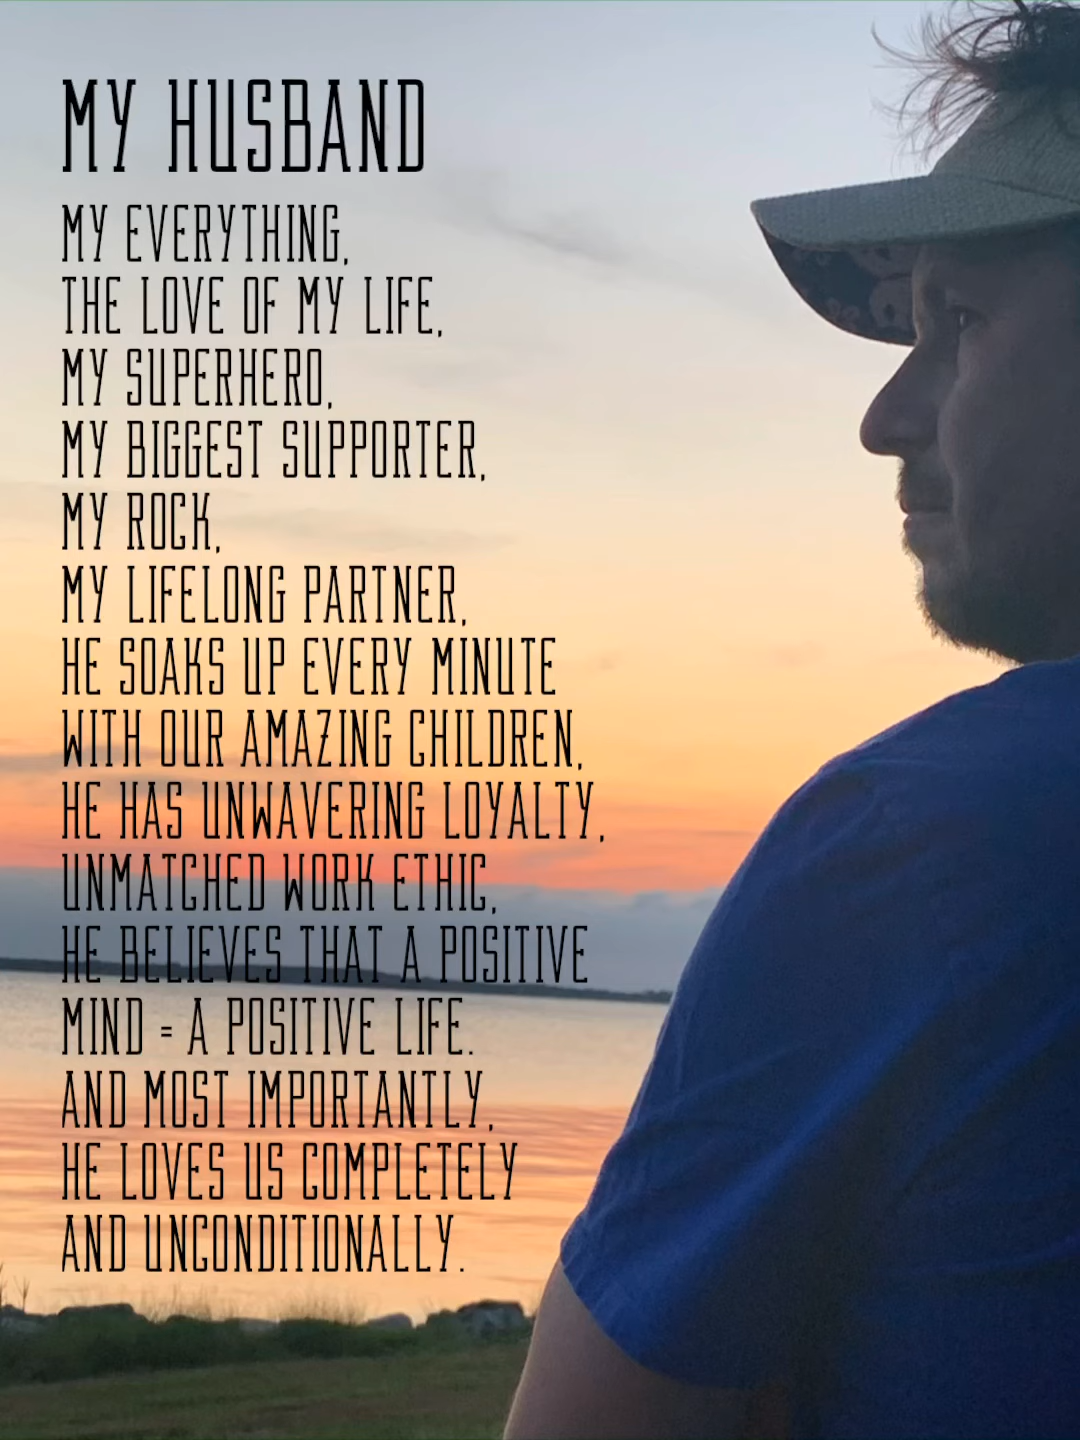 MY HUSBAND
MY EVERYTHING,
THE LOVE OF MY LIFE,
MY SUPERHERO,
MY BIGGEST SUPPORTER,
MY ROCK,
MY LIFELONG PARTNER,
HE SOAKS UP EVERY MINUTE
WITH OUR AMAZING CHILDREN,
HE HAS UNWAVERING LOYALTY,
UNMATCHED WORK ETHIC,
HE BELIEVES THAT A POSITIVE
MIND = A POSITIVE LIFE.
AND MOST IMPORTANTLY,
HE LOVES US COMPLETELY
AND UNCONDITIONALLY.